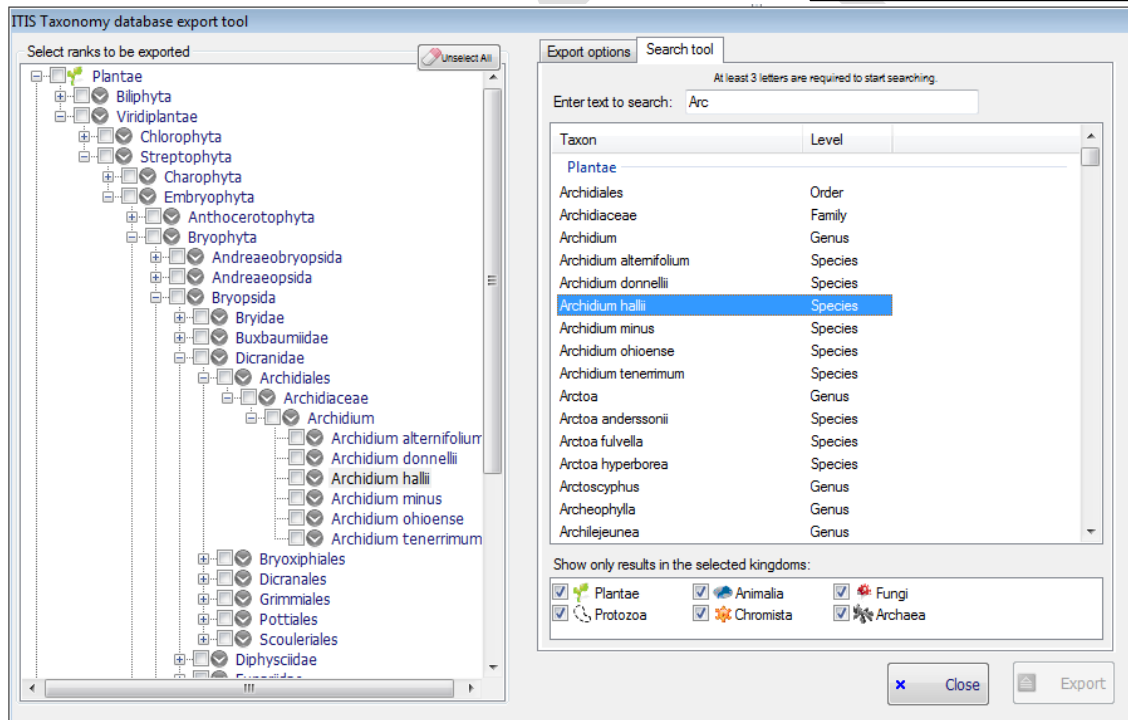 ITIS Taxonomy database export tool
Select ranks to be exported
Unselect All
Plantae
Biliphyta
Viridiplantae
Chlorophyta
Streptophyta
Charophyta
Embryophyta
Anthocerotophyta
Bryophyta
Andreaeobryopsida
Andreaeopsida
Bryopsida
Bryidae
Buxbaumiidae
Dicranidae
Archidiales
Archidiaceae
Archidium
Archidium alternifolium
Archidium donnellii
Archidium hallii
Archidium minus
Archidium ohioense
Archidium tenerrimum
Bryoxiphiales
Dicranales
Grimmiales
Pottiales
Scouleriales
Diphysciidae
Export options
Search tool
At least 3 letters are required to start searching.
Enter text to search: Arc
Taxon Level
Plantae
Archidiales Order
Archidiaceae Family
Archidium Genus
Archidium alternifolium Species
Archidium donnellii Species
Archidium hallii Species
Archidium minus Species
Archidium ohioense Species
Archidium tenerrimum Species
Arctoa Genus
Arctoa anderssonii Species
Arctoa fulvella Species
Arctoa hyperborea Species
Arctoscyphus Genus
Archeophylla Genus
Archilejeunea Genus
Show only results in the selected kingdoms:
Plantae Animalia Fungi
Protozoa Chromista Archaea
Close Export